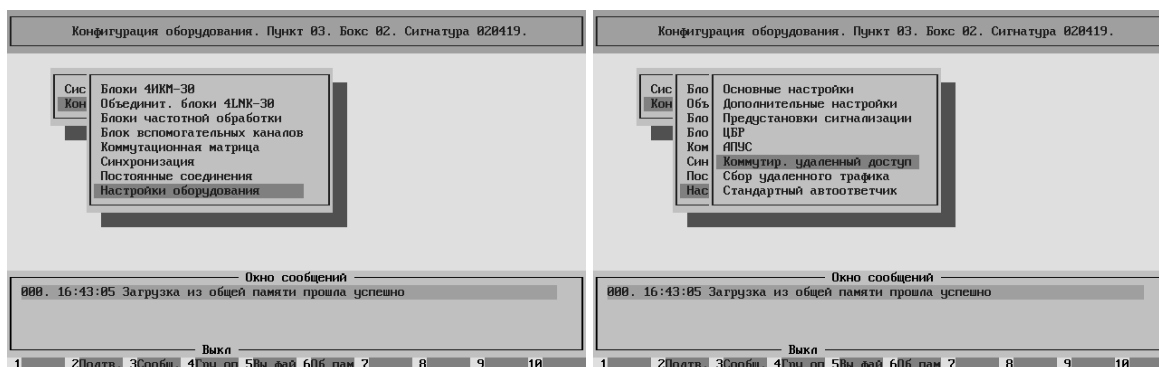 Конфигурация оборудования. Пункт 03. Бокс 02. Сигнатура 020419.
Сис
Кон
Блоки 4ИКМ-30
Объединит. блоки 4LNK-30
Блоки частотной обработки
Блок вспомогательных каналов
Коммутационная матрица
Синхронизация
Постоянные соединения
Настройки оборудования
Окно сообщений
000. 16:43:05 Загрузка из общей памяти прошла успешно
Выкл
1 2Подтв. 3Сообщ. 4Гру оп 5Вы фай 6Об пам 7 8 9 10
Конфигурация оборудования. Пункт 03. Бокс 02. Сигнатура 020419.
Сис
Кон
Бло
Объ
Бло
Бло
Ком
Син
Пос
Нас
Основные настройки
Дополнительные настройки
Предустановки сигнализации
ЦБР
АПУС
Коммутир. удаленный доступ
Сбор удаленного трафика
Стандартный автоответчик
Окно сообщений
000. 16:43:05 Загрузка из общей памяти прошла успешно
Выкл
1 2Подтв. 3Сообщ. 4Гру оп 5Вы фай 6Об пам 7 8 9 10